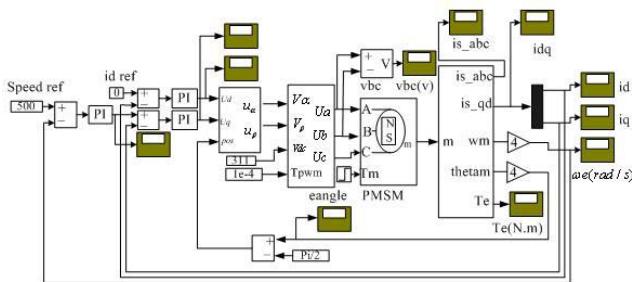 is_abc
idq
Speed ref
500
+
−
PI
id ref
0
+
−
PI
+
−
PI
Ud
Uq
pos
uα
uρ
Vα
Vρ
Vdc
Tpwm
311
1e-4
Ua
Ub
Uc
+
−
V
vbc
vbc(v)
A
B
C
Tm
N
S
m
PMSM
eangle
m
is_abc
is_qd
wm
thetam
Te
4
4
id
iq
ωe(rad / s)
Te(N.m)
+
−
Pi/2